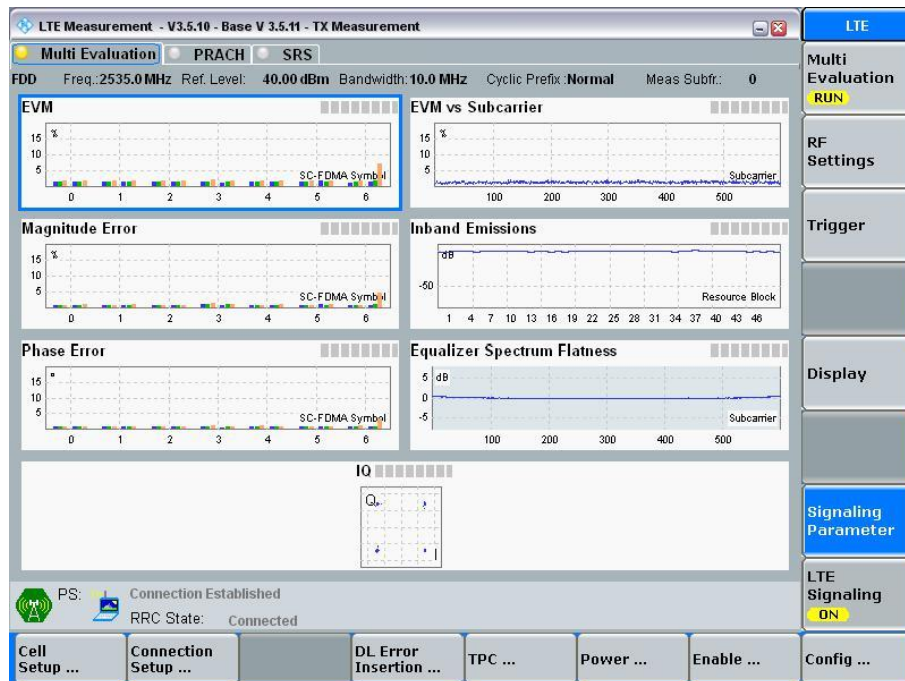 LTE Measurement - V3.5.10 - Base V 3.5.11 - TX Measurement
LTE
Multi Evaluation PRACH SRS
FDD Freq.:2535.0 MHz Ref. Level: 40.00 dBm Bandwidth: 10.0 MHz Cyclic Prefix :Normal Meas Subfr.: 0
EVM
%
15
10
5
SC-FDMA Symbol
0 1 2 3 4 5 6
EVM vs Subcarrier
%
15
10
5
Subcarrier
100 200 300 400 500
Magnitude Error
%
15
10
5
SC-FDMA Symbol
0 1 2 3 4 5 6
Inband Emissions
dB
-50
Resource Block
1 4 7 10 13 16 19 22 25 28 31 34 37 40 43 46
Phase Error
°
15
10
5
SC-FDMA Symbol
0 1 2 3 4 5 6
Equalizer Spectrum Flatness
5 dB
0
-5
Subcarrier
100 200 300 400 500
IQ
Q
I
PS: Connection Established
RRC State: Connected
Multi
Evaluation
RUN
RF
Settings
Trigger
Display
Signaling
Parameter
LTE
Signaling
ON
Cell
Setup ...
Connection
Setup ...
DL Error
Insertion ...
TPC ...
Power ...
Enable ...
Config ...